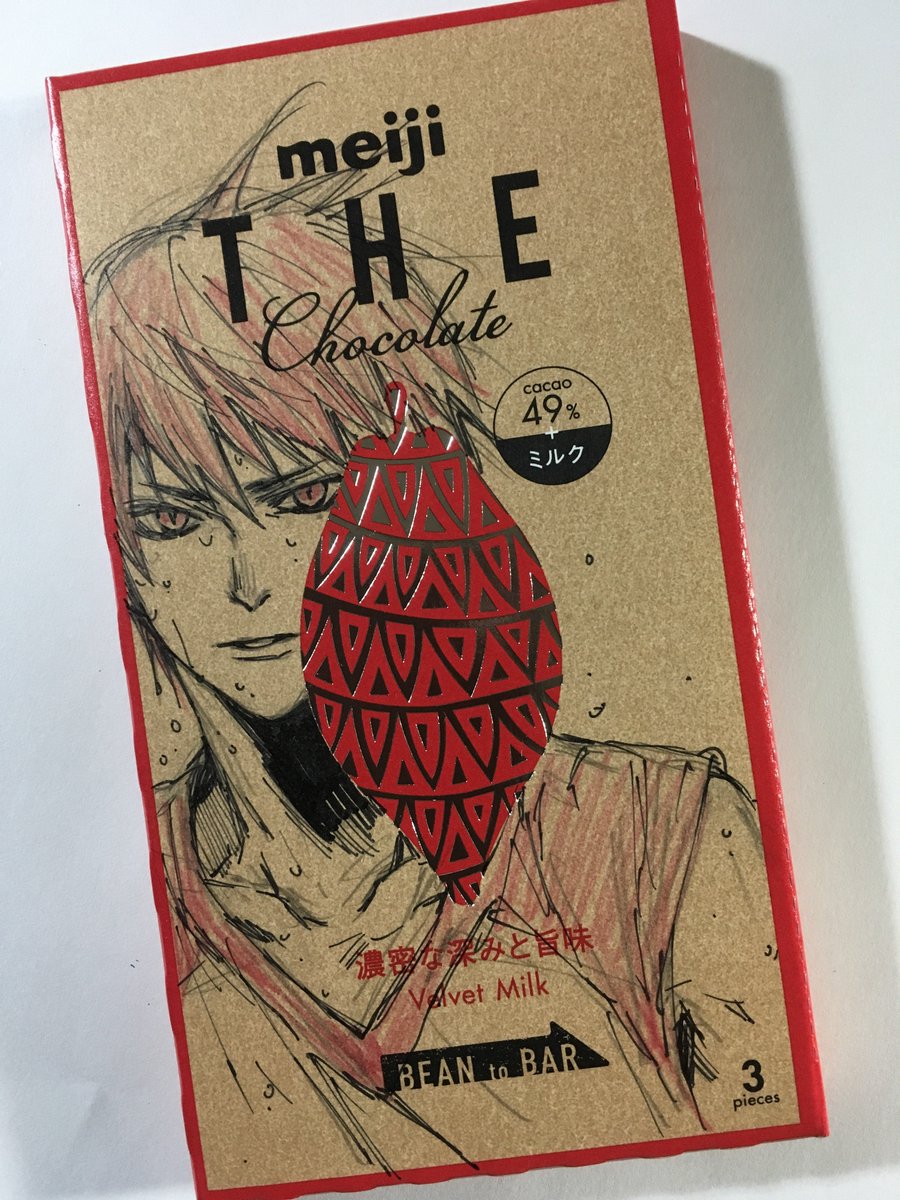 meiji
THE
Chocolate
cacao
49%
+
ミルク
濃密な深みと旨味
Velvet Milk
BEAN to BAR
3
pieces